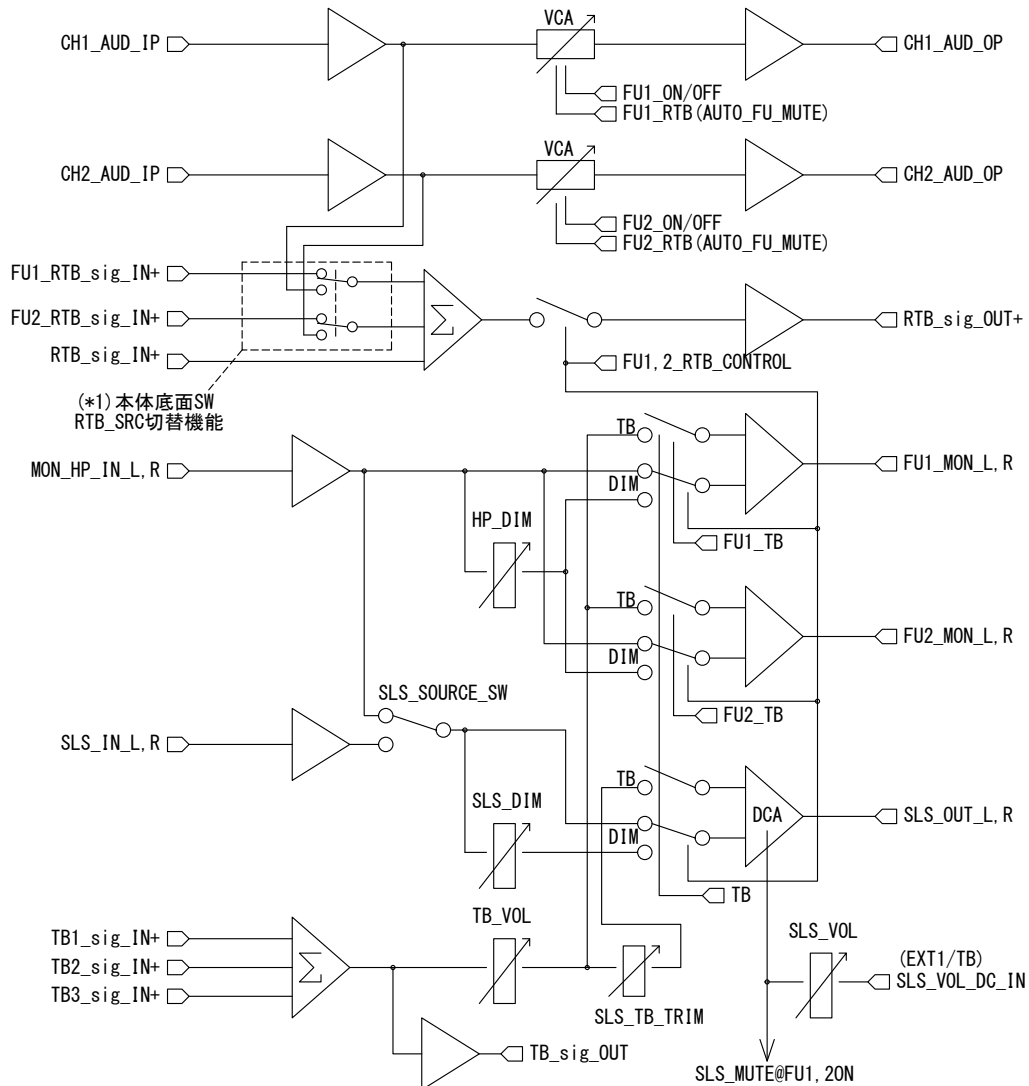 VCA
CH1_AUD_IP
CH1_AUD_OP
FU1_ON/OFF
FU1_RTB(AUTO_FU_MUTE)
VCA
CH2_AUD_IP
CH2_AUD_OP
FU2_ON/OFF
FU2_RTB(AUTO_FU_MUTE)
FU1_RTB_sig_IN+
FU2_RTB_sig_IN+
Σ
RTB_sig_OUT+
RTB_sig_IN+
FU1,2_RTB_CONTROL
(*1)本体底面SW
RTB_SRC切替機能
TB
MON_HP_IN_L,R
FU1_MON_L,R
DIM
HP_DIM
FU1_TB
TB
FU2_MON_L,R
DIM
SLS_SOURCE_SW
FU2_TB
SLS_IN_L,R
TB
SLS_DIM
DCA
SLS_OUT_L,R
DIM
TB
TB_VOL
SLS_VOL
TB1_sig_IN+
TB2_sig_IN+
TB3_sig_IN+
Σ
(EXT1/TB)
SLS_VOL_DC_IN
SLS_TB_TRIM
TB_sig_OUT
SLS_MUTE@FU1,2ON